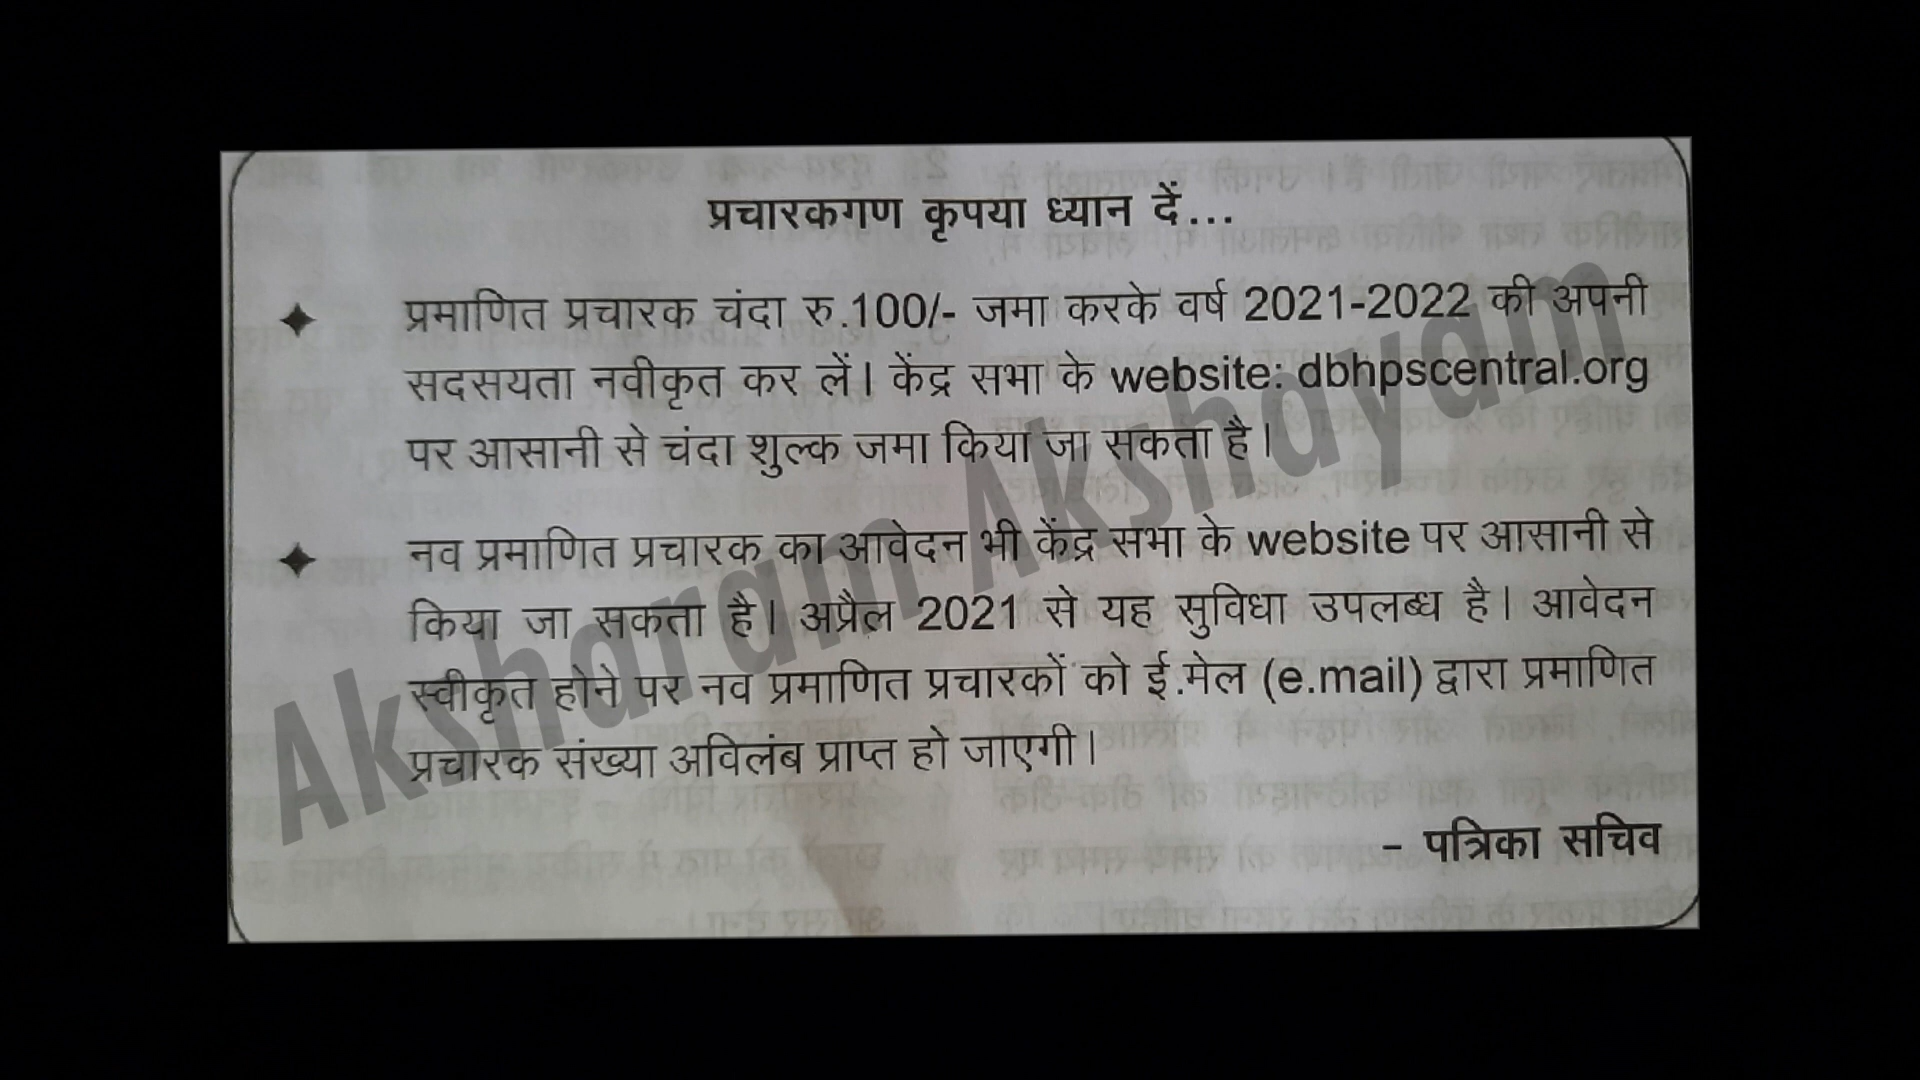 प्रचारकगण कृपया ध्यान दें...
✦ प्रमाणित प्रचारक चंदा रु.100/- जमा करके वर्ष 2021-2022 की अपनी
सदसयता नवीकृत कर लें। केंद्र सभा के website: dbhpscentral.org
पर आसानी से चंदा शुल्क जमा किया जा सकता है।
✦ नव प्रमाणित प्रचारक का आवेदन भी केंद्र सभा के website पर आसानी से
किया जा सकता है। अप्रैल 2021 से यह सुविधा उपलब्ध है। आवेदन
स्वीकृत होने पर नव प्रमाणित प्रचारकों को ई.मेल (e.mail) द्वारा प्रमाणित
प्रचारक संख्या अविलंब प्राप्त हो जाएगी।
– पत्रिका सचिव
Aksharam Akshayam